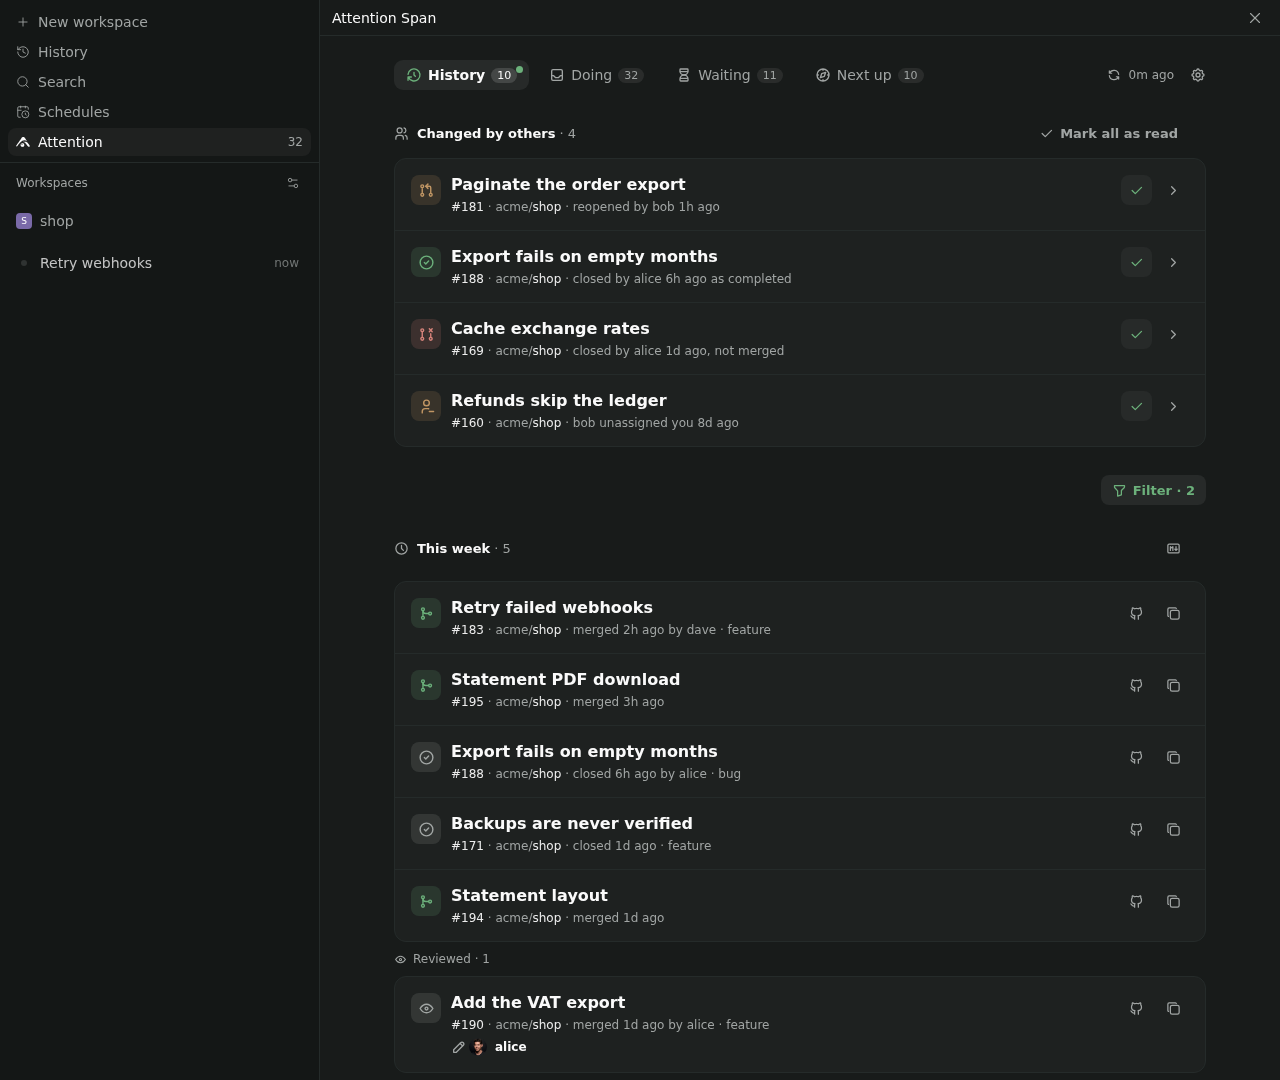 New workspace
History
Search
Schedules
Attention 32
Workspaces
S shop
Retry webhooks now
Attention Span
History 10
Doing 32
Waiting 11
Next up 10
0m ago
Changed by others · 4
Mark all as read
Paginate the order export
#181 · acme/shop · reopened by bob 1h ago
Export fails on empty months
#188 · acme/shop · closed by alice 6h ago as completed
Cache exchange rates
#169 · acme/shop · closed by alice 1d ago, not merged
Refunds skip the ledger
#160 · acme/shop · bob unassigned you 8d ago
Filter · 2
This week · 5
Retry failed webhooks
#183 · acme/shop · merged 2h ago by dave · feature
Statement PDF download
#195 · acme/shop · merged 3h ago
Export fails on empty months
#188 · acme/shop · closed 6h ago by alice · bug
Backups are never verified
#171 · acme/shop · closed 1d ago · feature
Statement layout
#194 · acme/shop · merged 1d ago
Reviewed · 1
Add the VAT export
#190 · acme/shop · merged 1d ago by alice · feature
alice